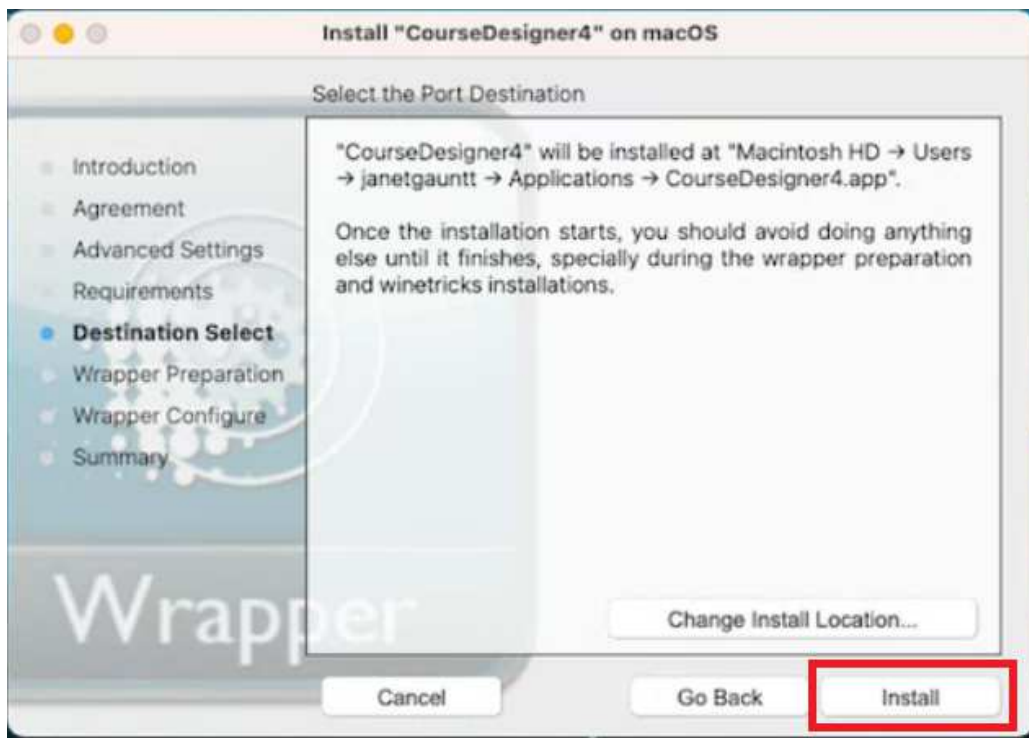 Install "CourseDesigner4" on macOS
Select the Port Destination
Introduction
Agreement
Advanced Settings
Requirements
Destination Select
Wrapper Preparation
Wrapper Configure
Summary
"CourseDesigner4" will be installed at "Macintosh HD → Users
→ janetgauntt → Applications → CourseDesigner4.app".
Once the installation starts, you should avoid doing anything
else until it finishes, specially during the wrapper preparation
and winetricks installations.
Wrapper
Change Install Location...
Cancel
Go Back
Install